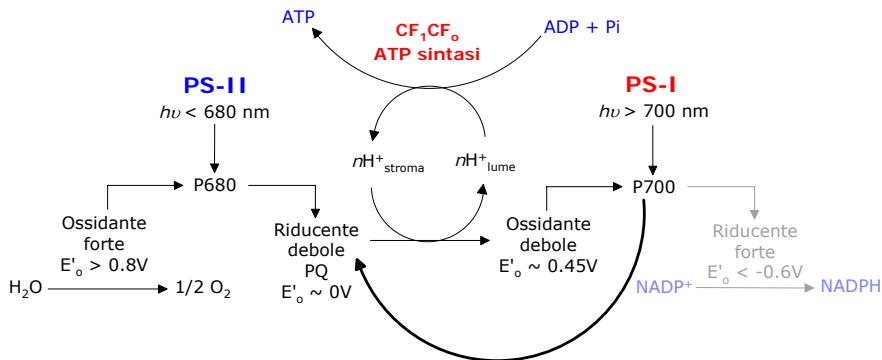 ATP
CF₁CFₒ
ATP sintasi
ADP + Pi
PS-II
hυ < 680 nm
PS-I
hυ > 700 nm
nH⁺stroma
nH⁺lume
P680
P700
Ossidante
forte
E'ₒ > 0.8V
Riducente
debole
PQ
E'ₒ ~ 0V
Ossidante
debole
E'ₒ ~ 0.45V
Riducente
forte
E'ₒ < -0.6V
H₂O
1/2 O₂
NADP⁺
NADPH